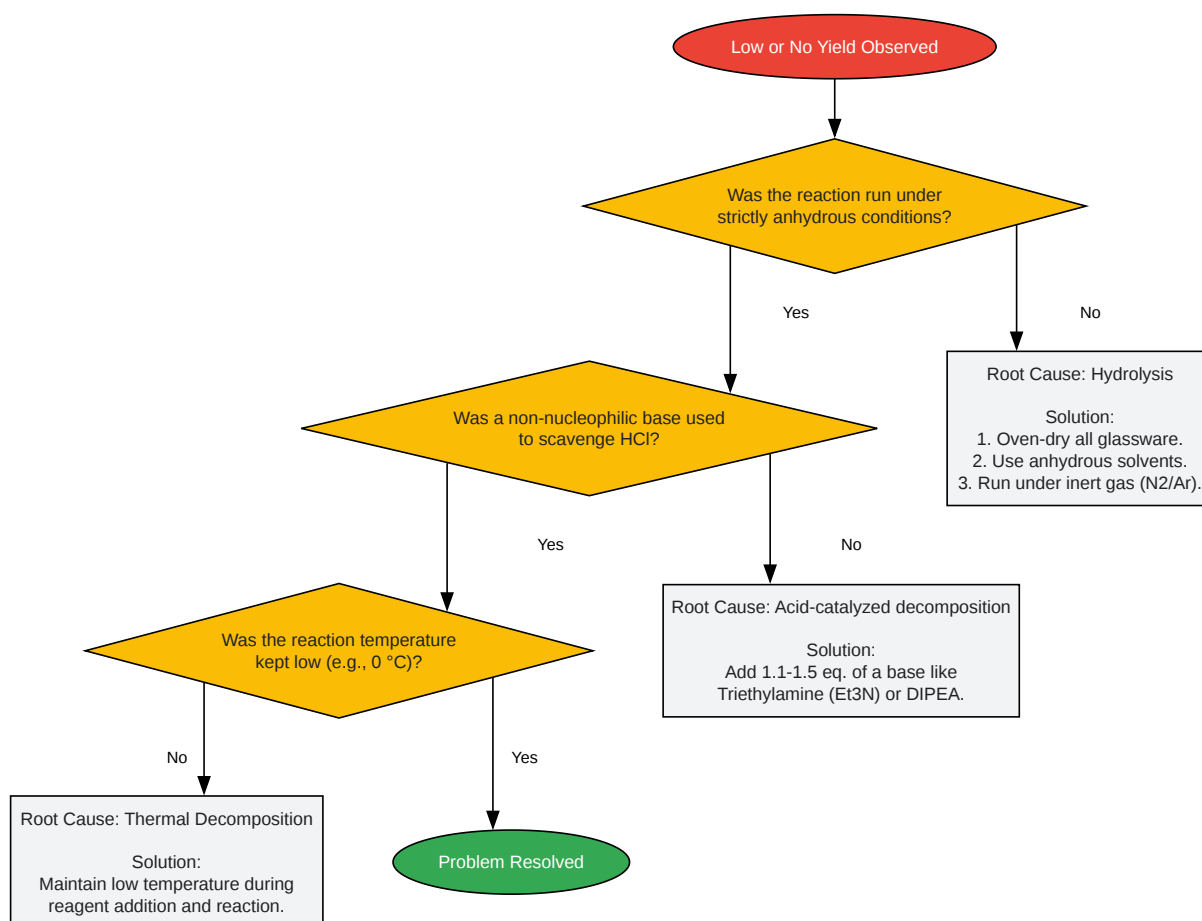 Low or No Yield Observed
Was the reaction run under
strictly anhydrous conditions?
Yes
No
Root Cause: Hydrolysis
Solution:
1. Oven-dry all glassware.
2. Use anhydrous solvents.
3. Run under inert gas (N2/Ar).
Was a non-nucleophilic base used
to scavenge HCl?
Yes
No
Root Cause: Acid-catalyzed decomposition
Solution:
Add 1.1-1.5 eq. of a base like
Triethylamine (Et3N) or DIPEA.
Was the reaction temperature
kept low (e.g., 0 °C)?
No
Yes
Root Cause: Thermal Decomposition
Solution:
Maintain low temperature during
reagent addition and reaction.
Problem Resolved